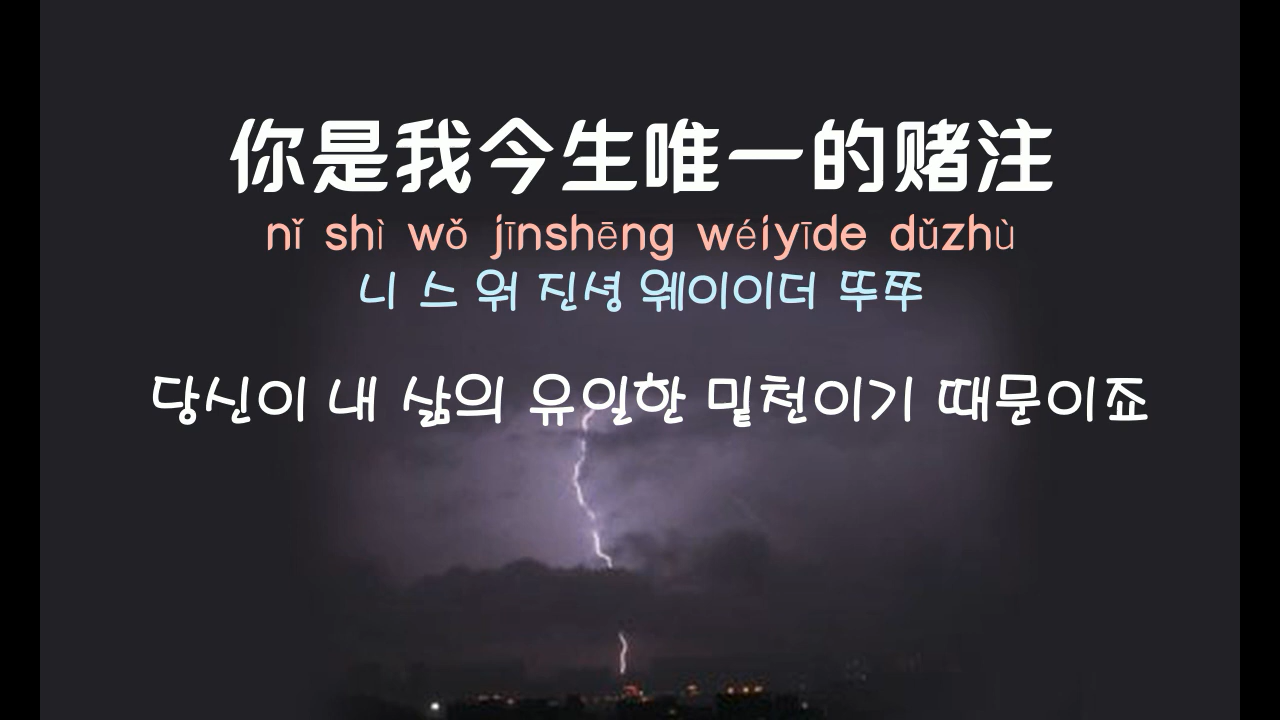 你是我今生唯一的赌注
nǐ shì wǒ jīnshēng wéiyīde dǔzhù
니 스 워 진셩 웨이이더 뚜쭈
당신이 내 삶의 유일한 밑천이기 때문이죠